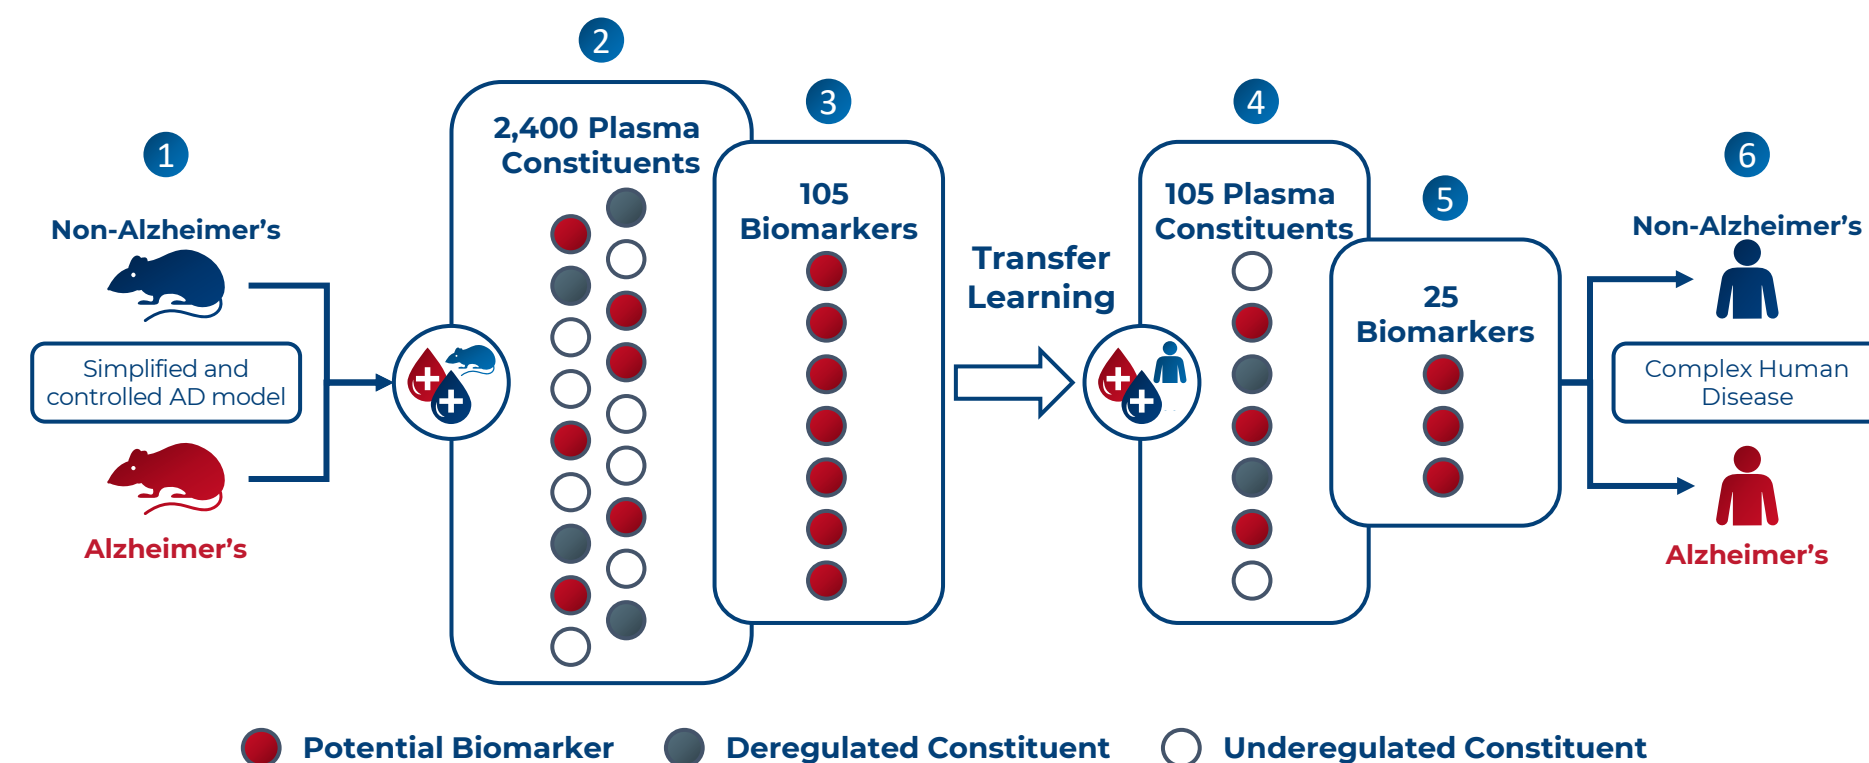 1
Non-Alzheimer's
Simplified and
controlled AD model
Alzheimer's
2
2,400 Plasma
Constituents
3
105
Biomarkers
Transfer
Learning
4
105 Plasma
Constituents
5
25
Biomarkers
6
Non-Alzheimer's
Complex Human
Disease
Alzheimer's
Potential Biomarker
Deregulated Constituent
Underegulated Constituent